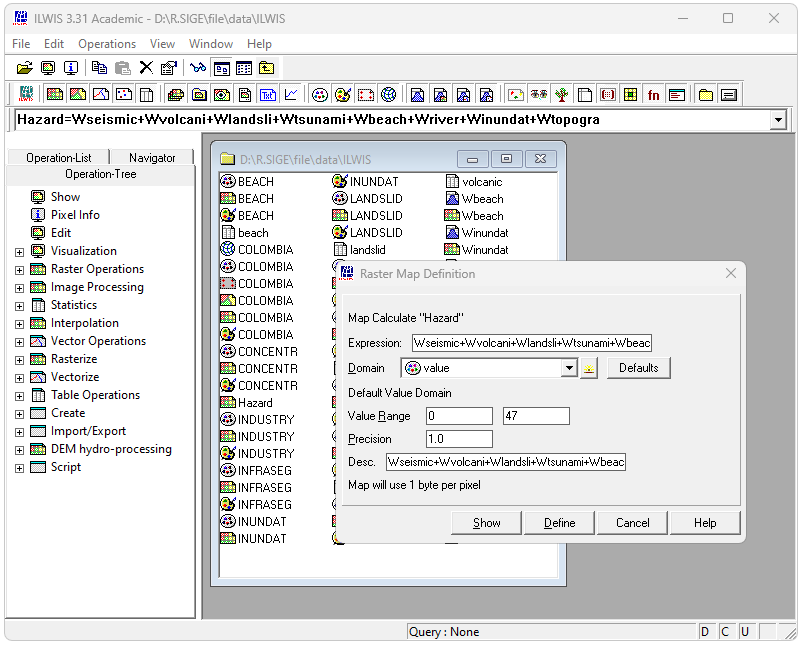 ILWIS 3.31 Academic - D:\R.SIGE\file\data\ILWIS
File Edit Operations View Window Help
Txt
fn
Hazard=Wseismic+Wvolcani+Wlandsli+Wtsunami+Wbeach+Wriver+Winundat+Wtopogra
Operation-List Navigator
Operation-Tree
Show
Pixel Info
Edit
Visualization
Raster Operations
Image Processing
Statistics
Interpolation
Vector Operations
Rasterize
Vectorize
Table Operations
Create
Import/Export
DEM hydro-processing
Script
D:\R.SIGE\file\data\ILWIS
BEACH
BEACH
BEACH
beach
COLOMBIA
COLOMBIA
COLOMBIA
COLOMBIA
COLOMBIA
COLOMBIA
CONCENTR
CONCENTR
CONCENTR
Hazard
INDUSTRY
INDUSTRY
INDUSTRY
INFRASEG
INFRASEG
INFRASEG
INUNDAT
INUNDAT
INUNDAT
LANDSLID
LANDSLID
LANDSLID
landslid
volcanic
Wbeach
Wbeach
Winundat
Winundat
Raster Map Definition
Map Calculate "Hazard"
Expression: Wseismic+Wvolcani+Wlandsli+Wtsunami+Wbeac
Domain value Defaults
Default Value Domain
Value Range 0 47
Precision 1.0
Desc. Wseismic+Wvolcani+Wlandsli+Wtsunami+Wbeac
Map will use 1 byte per pixel
Show Define Cancel Help
Query : None D C U